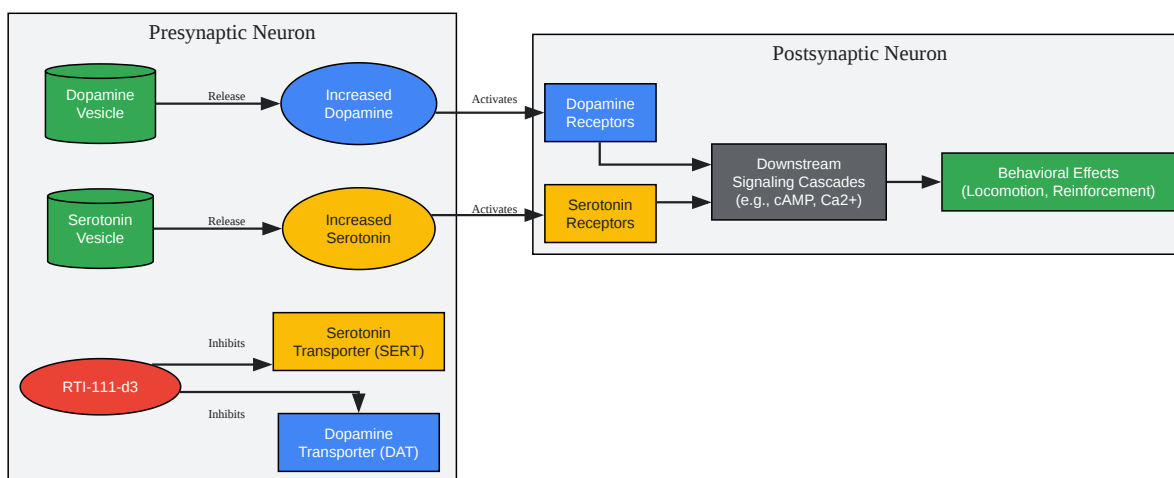 Presynaptic Neuron
Dopamine
Vesicle
Release
Increased
Dopamine
Activates
Serotonin
Vesicle
Release
Increased
Serotonin
Activates
RTI-111-d3
Inhibits
Serotonin
Transporter (SERT)
Inhibits
Dopamine
Transporter (DAT)
Postsynaptic Neuron
Dopamine
Receptors
Serotonin
Receptors
Downstream
Signaling Cascades
(e.g., cAMP, Ca2+)
Behavioral Effects
(Locomotion, Reinforcement)